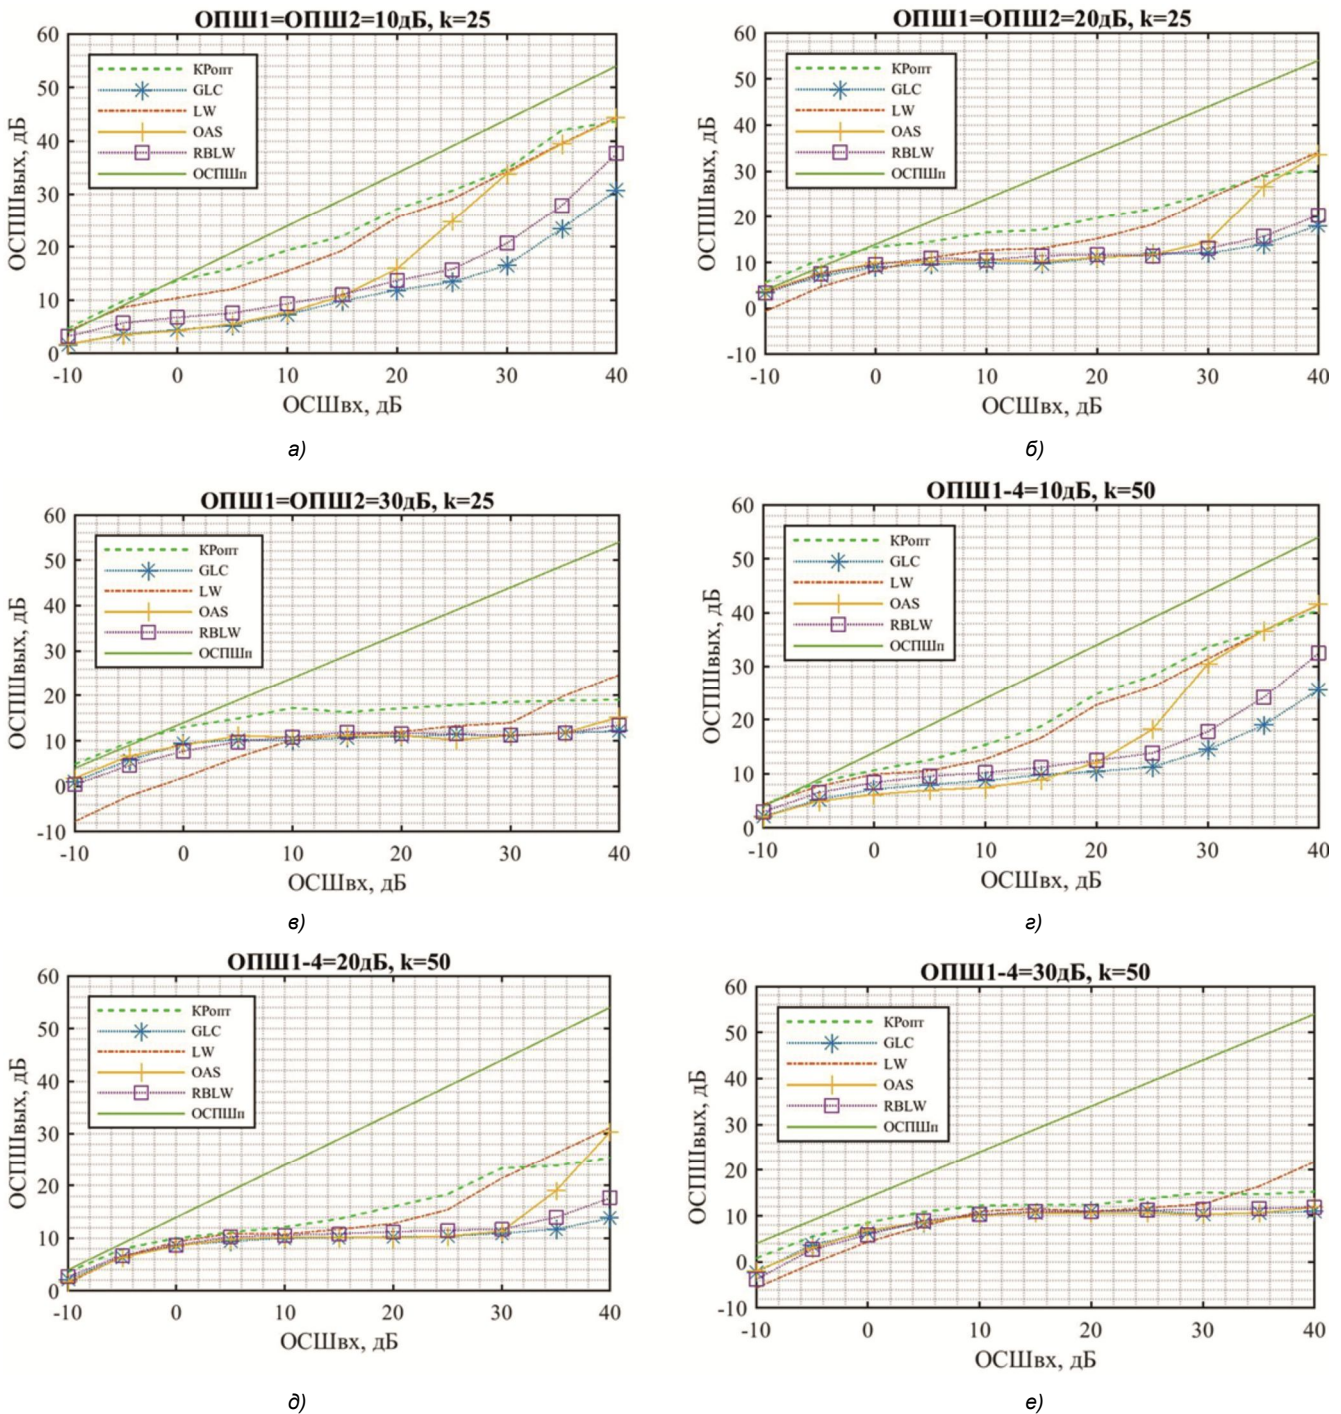 ОПШ1=ОПШ2=10дБ, k=25
60
50
40
30
20
10
0
ОСПШвых, дБ
КРопт
GLC
LW
OAS
RBLW
ОСПШп
-10 0 10 20 30 40
ОСШвх, дБ
а)
ОПШ1=ОПШ2=20дБ, k=25
60
50
40
30
20
10
0
-10
ОСПШвых, дБ
КРопт
GLC
LW
OAS
RBLW
ОСПШп
-10 0 10 20 30 40
ОСШвх, дБ
б)
ОПШ1=ОПШ2=30дБ, k=25
60
50
40
30
20
10
0
-10
ОСПШвых, дБ
КРопт
GLC
LW
OAS
RBLW
ОСПШп
-10 0 10 20 30 40
ОСШвх, дБ
в)
ОПШ1-4=10дБ, k=50
60
50
40
30
20
10
0
ОСПШвых, дБ
КРопт
GLC
LW
OAS
RBLW
ОСПШп
-10 0 10 20 30 40
ОСШвх, дБ
г)
ОПШ1-4=20дБ, k=50
60
50
40
30
20
10
0
ОСПШвых, дБ
КРопт
GLC
LW
OAS
RBLW
ОСПШп
-10 0 10 20 30 40
ОСШвх, дБ
д)
ОПШ1-4=30дБ, k=50
60
50
40
30
20
10
0
-10
ОСПШвых, дБ
КРопт
GLC
LW
OAS
RBLW
ОСПШп
-10 0 10 20 30 40
ОСШвх, дБ
е)